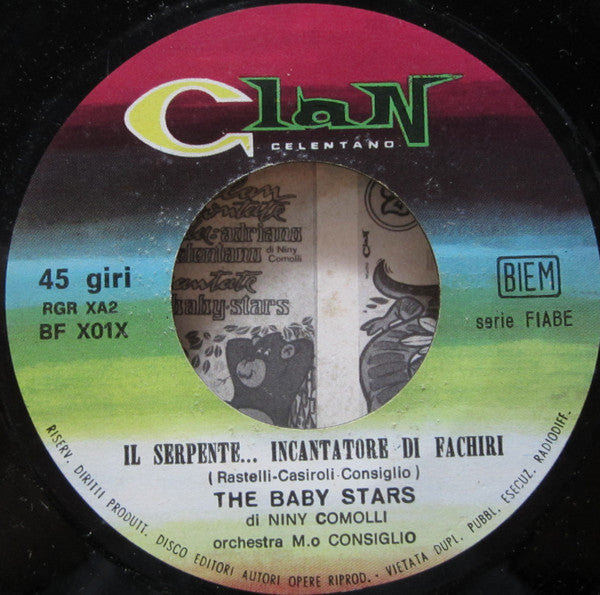 Clan
CELENTANO
45 giri
RGR XA2
BF X01X
BIEM
serie FIABE
adriano
di Niny
Comolli
baby-stars
IL SERPENTE... INCANTATORE DI FACHIRI
(Rastelli-Casiroli-Consiglio)
THE BABY STARS
di NINY COMOLLI
orchestra M.o CONSIGLIO
RISERV. DIRITTI PRODUTT. DISCO EDITORI AUTORI OPERE RIPROD. - VIETATA DUPL. PUBBL. ESECUZ. RADIODIFF.